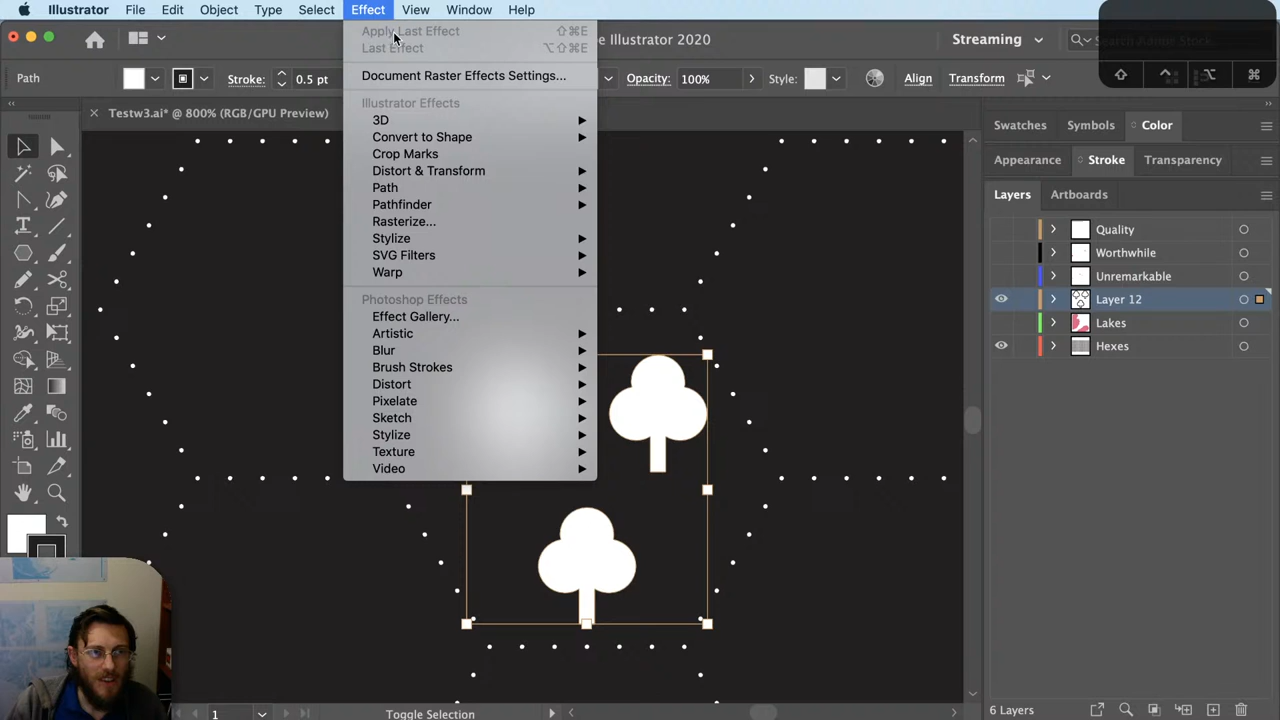 Illustrator File Edit Object Type Select Effect View Window Help
Apply Last Effect ⇧⌘E
Last Effect ⌥⇧⌘E
Document Raster Effects Settings...
Illustrator Effects
3D
Convert to Shape
Crop Marks
Distort & Transform
Path
Pathfinder
Rasterize...
Stylize
SVG Filters
Warp
Photoshop Effects
Effect Gallery...
Artistic
Blur
Brush Strokes
Distort
Pixelate
Sketch
Stylize
Texture
Video
e Illustrator 2020
Streaming
Path
Stroke: 0.5 pt
Opacity: 100%
Style:
Align
Transform
Testw3.ai* @ 800% (RGB/GPU Preview)
Swatches Symbols Color
Appearance Stroke Transparency
Layers Artboards
Quality
Worthwhile
Unremarkable
Layer 12
Lakes
Hexes
6 Layers
1
Toggle Selection